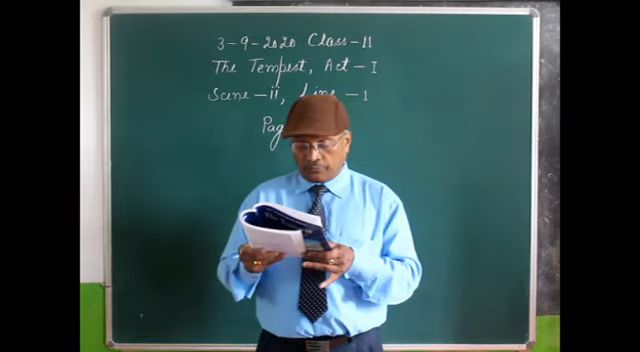 3-9-2020 Class-11
The Tempest, Act-I
Scene-ii, Line-1